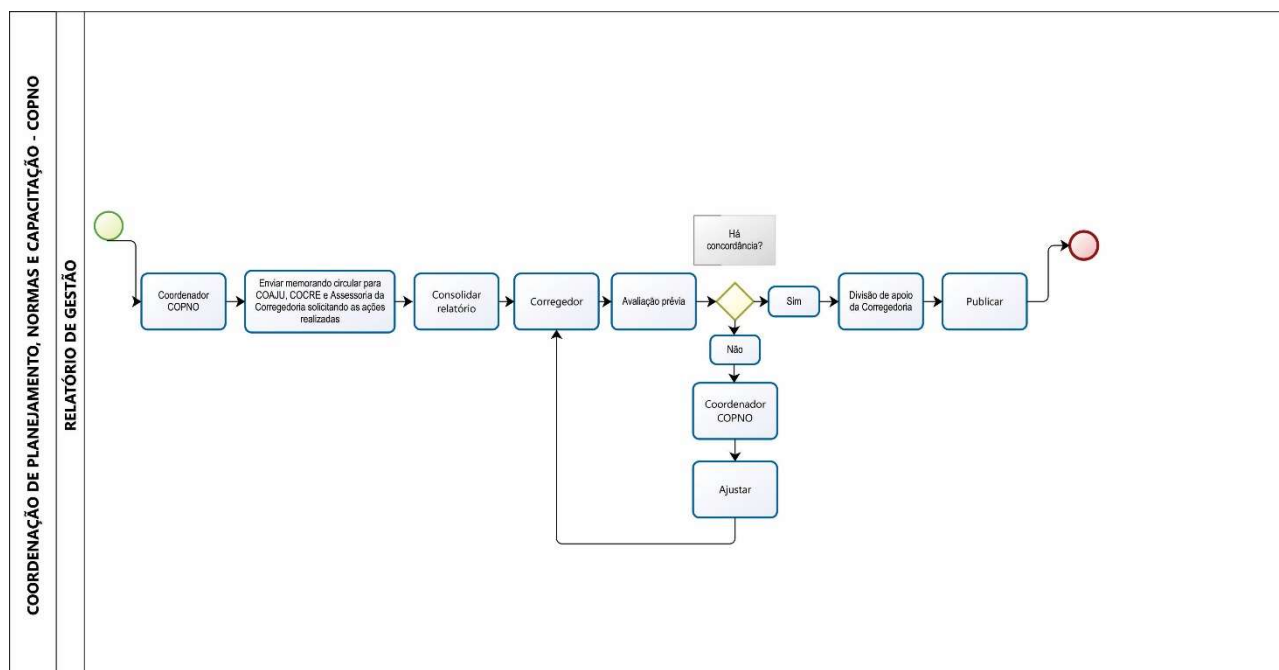 COORDENAÇÃO DE PLANEJAMENTO, NORMAS E CAPACITAÇÃO - COPNO
RELATÓRIO DE GESTÃO
Coordenador
COPNO
Enviar memorando circular para
COAJU, COCRE e Assessoria da
Corregedoria solicitando as ações
realizadas
Consolidar
relatório
Corregedor
Avaliação prévia
Há
concordância?
Sim
Divisão de apoio
da Corregedoria
Publicar
Não
Coordenador
COPNO
Ajustar